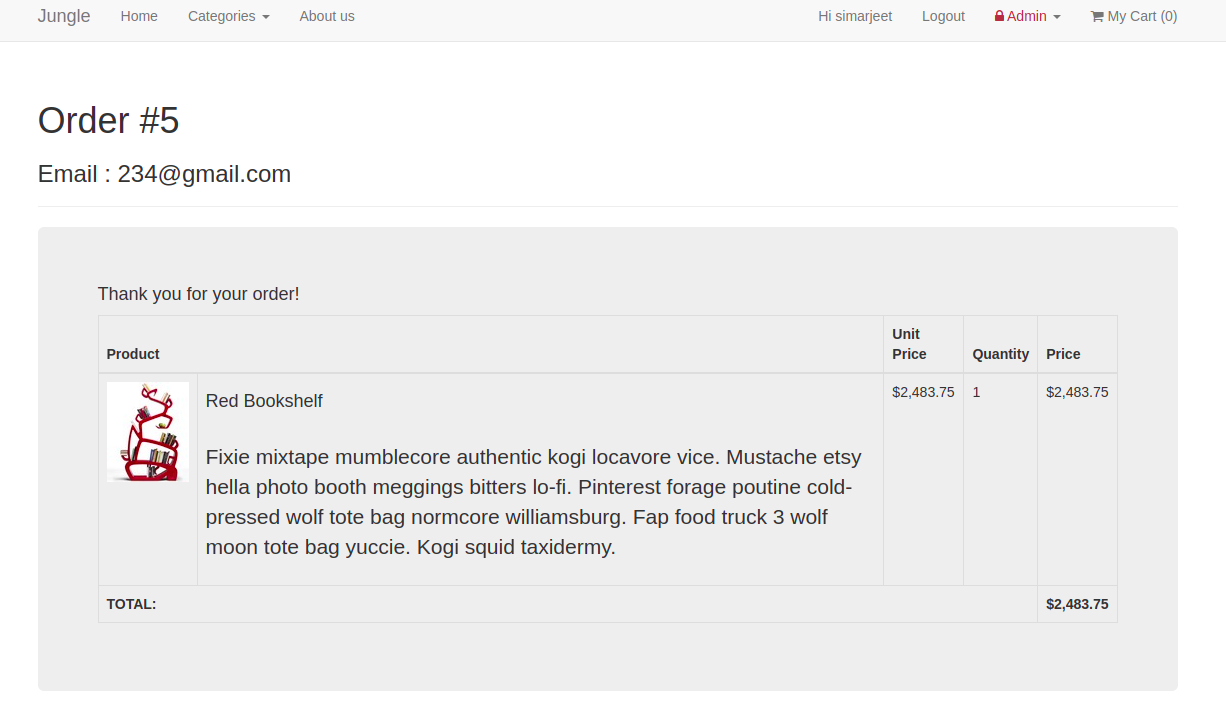 Jungle Home Categories About us Hi simarjeet Logout Admin My Cart (0)
Order #5
Email : 234@gmail.com
Thank you for your order!
Product Unit Price Quantity Price
Red Bookshelf $2,483.75 1 $2,483.75
Fixie mixtape mumblecore authentic kogi locavore vice. Mustache etsy
hella photo booth meggings bitters lo-fi. Pinterest forage poutine cold-
pressed wolf tote bag normcore williamsburg. Fap food truck 3 wolf
moon tote bag yuccie. Kogi squid taxidermy.
TOTAL: $2,483.75